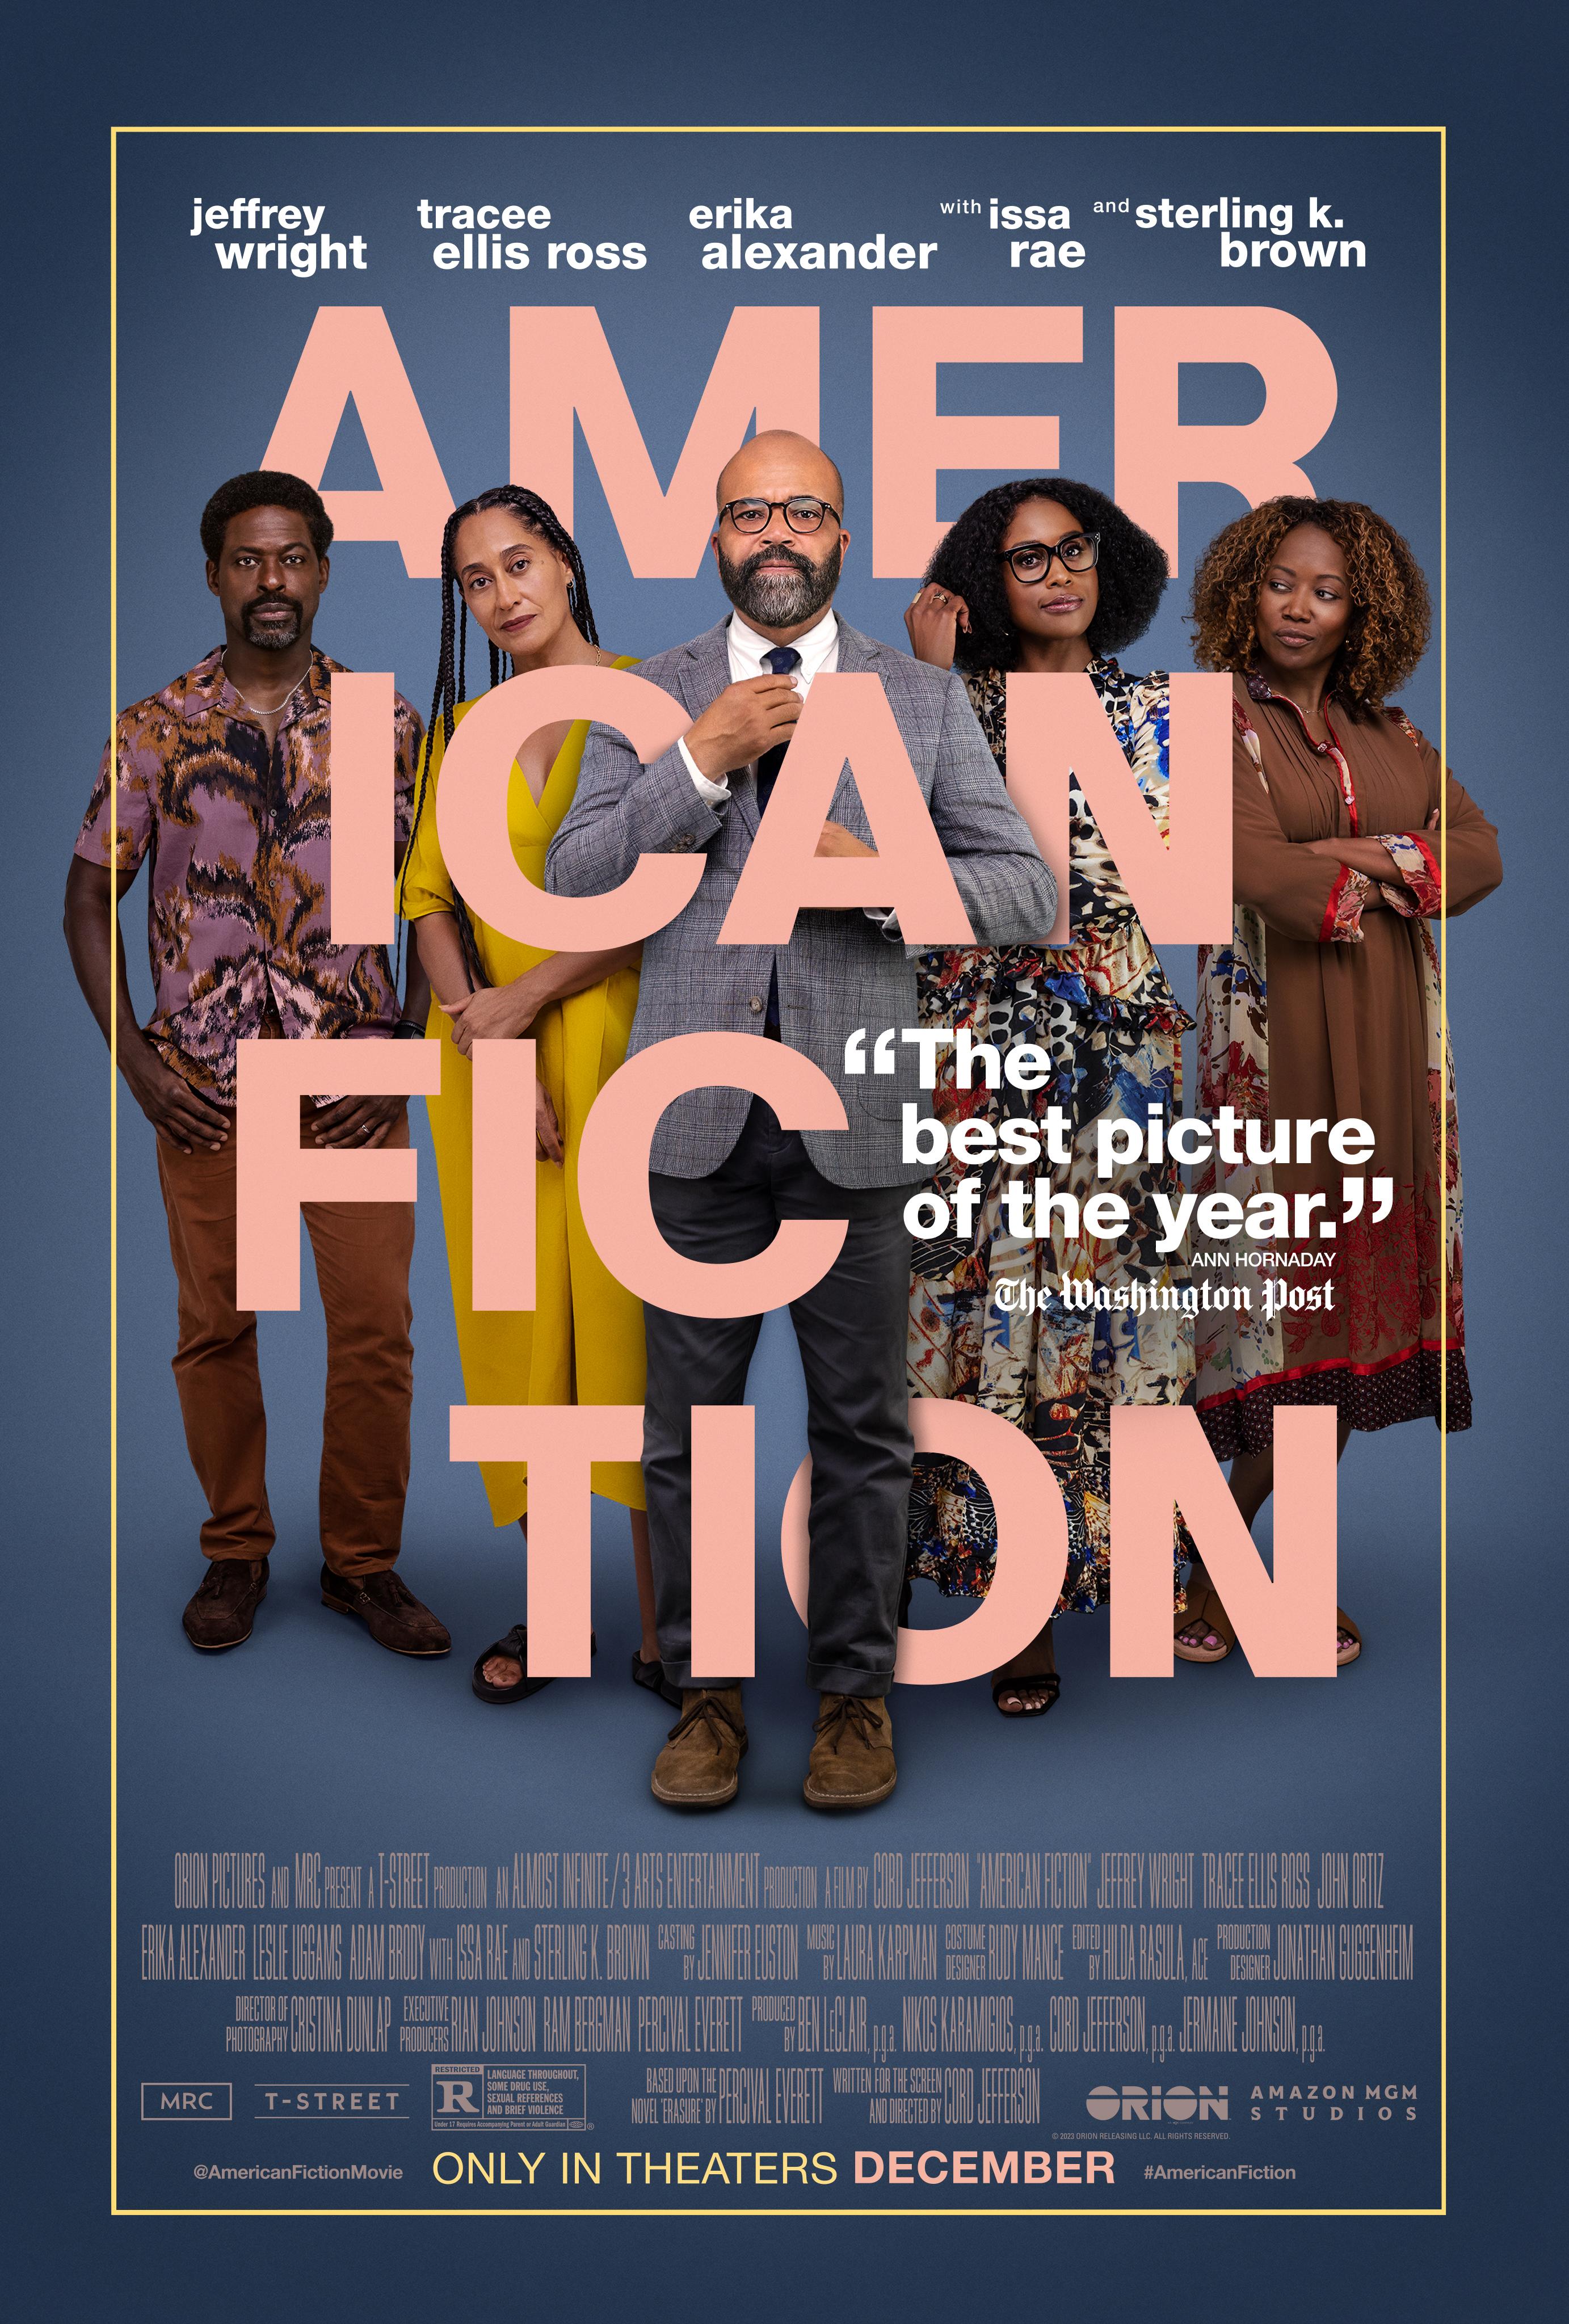 jeffrey wright tracee ellis ross erika alexander with issa rae and sterling k. brown
AMER
ICAN
FIC
TION
“The
best picture
of the year.”
ANN HORNADAY
The Washington Post
ORION PICTURES AND MRC PRESENT A T-STREET PRODUCTION AN ALMOST INFINITE / 3 ARTS ENTERTAINMENT PRODUCTION A FILM BY CORD JEFFERSON "AMERICAN FICTION" JEFFREY WRIGHT TRACEE ELLIS ROSS JOHN ORTIZ
ERIKA ALEXANDER LESLIE UGGAMS ADAM BRODY WITH ISSA RAE AND STERLING K. BROWN CASTING BY JENNIFER EUSTON MUSIC BY LAURA KARPMAN COSTUME DESIGNER RUDY MANCE EDITED BY HILDA RASULA, ACE PRODUCTION DESIGNER JONATHAN GUGGENHEIM
DIRECTOR OF PHOTOGRAPHY CRISTINA DUNLAP EXECUTIVE PRODUCERS RIAN JOHNSON RAM BERGMAN PERCIVAL EVERETT PRODUCED BY BEN LeCLAIR, p.g.a. NIKOS KARAMIGIOS, p.g.a. CORD JEFFERSON, p.g.a. JERMAINE JOHNSON, p.g.a.
MRC
T-STREET
RESTRICTED
R
LANGUAGE THROUGHOUT,
SOME DRUG USE,
SEXUAL REFERENCES
AND BRIEF VIOLENCE
Under 17 Requires Accompanying Parent or Adult Guardian
®
BASED UPON THE NOVEL 'ERASURE' BY PERCIVAL EVERETT WRITTEN FOR THE SCREEN AND DIRECTED BY CORD JEFFERSON
ORION
AMAZON MGM
STUDIOS
© 2023 ORION RELEASING LLC. ALL RIGHTS RESERVED.
@AmericanFictionMovie ONLY IN THEATERS DECEMBER #AmericanFiction